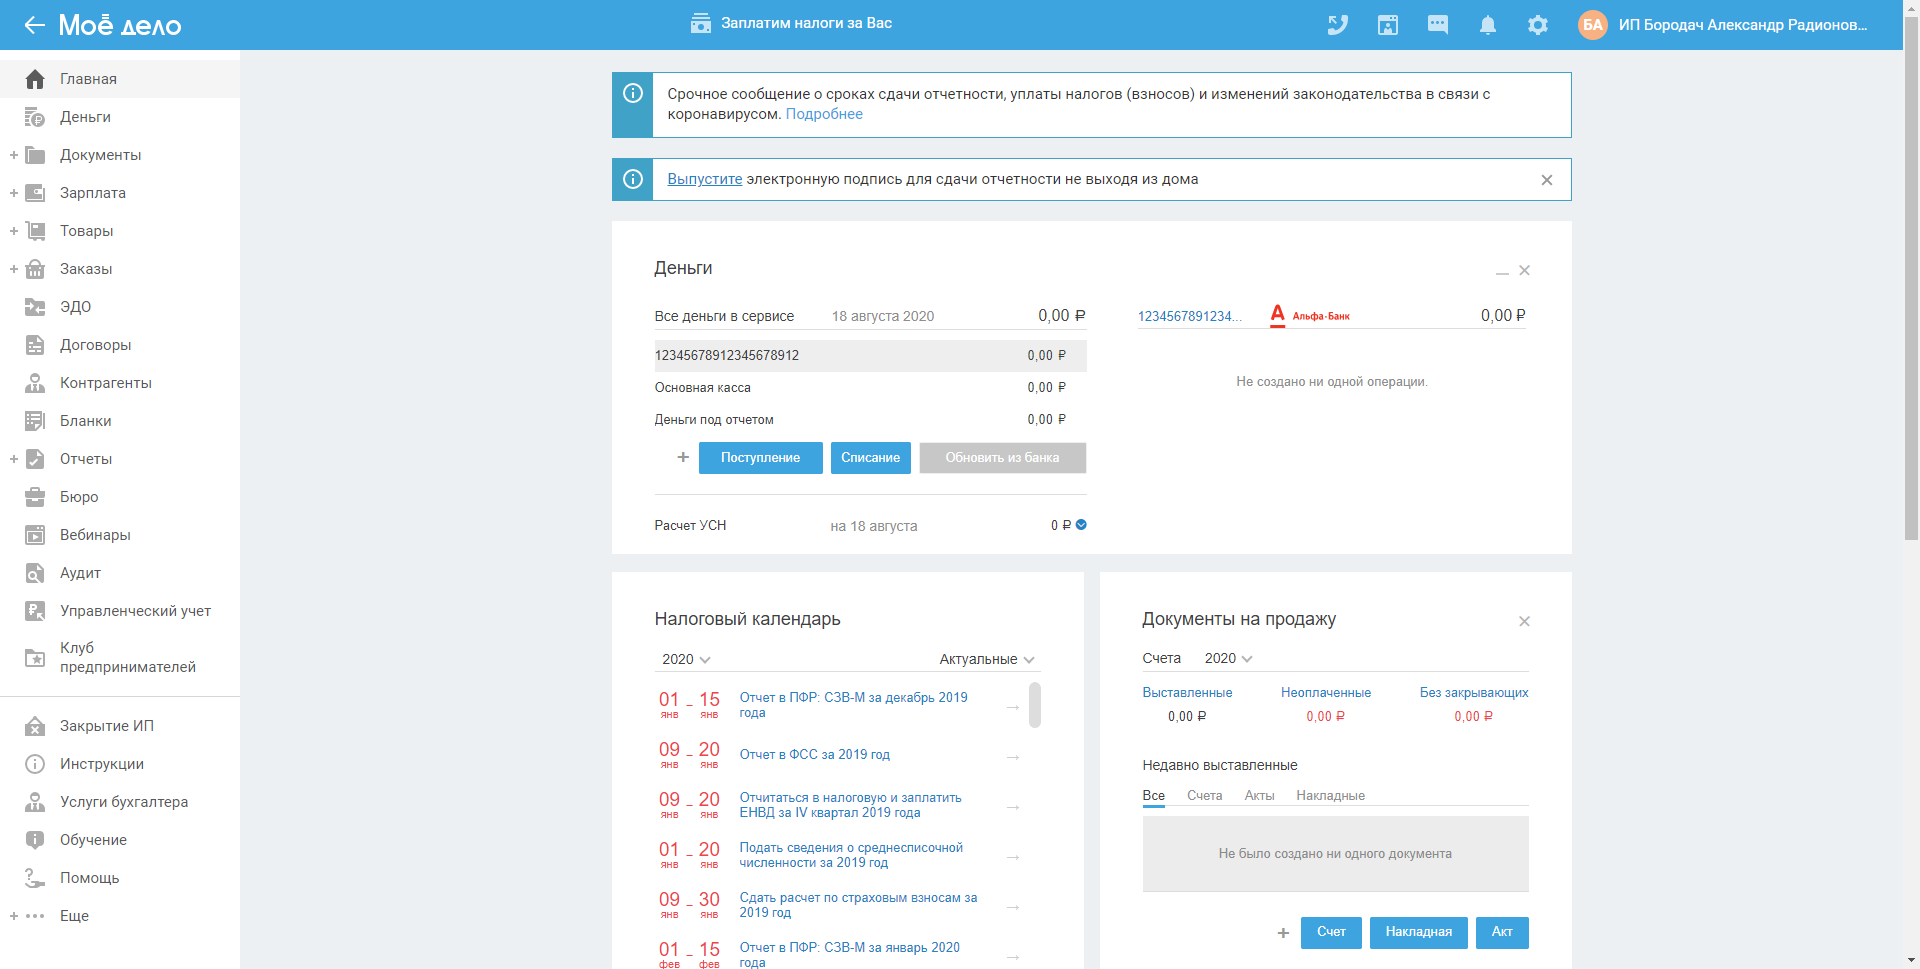 Моё дело
Заплатим налоги за Вас
БА
ИП Бородач Александр Радионов...
Главная
Деньги
Документы
Зарплата
Товары
Заказы
ЭДО
Договоры
Контрагенты
Бланки
Отчеты
Бюро
Вебинары
Аудит
Управленческий учет
Клуб
предпринимателей
Закрытие ИП
Инструкции
Услуги бухгалтера
Обучение
Помощь
Еще
Срочное сообщение о сроках сдачи отчетности, уплаты налогов (взносов) и изменений законодательства в связи с
коронавирусом. Подробнее
Выпустите электронную подпись для сдачи отчетности не выходя из дома
Деньги
Все деньги в сервисе 18 августа 2020 0,00 ₽
12345678912345678912 0,00 ₽
Основная касса 0,00 ₽
Деньги под отчетом 0,00 ₽
+ Поступление Списание Обновить из банка
Расчет УСН на 18 августа 0 ₽
1234567891234... А Альфа·Банк 0,00 ₽
Не создано ни одной операции.
Налоговый календарь
2020 Актуальные
01 янв – 15 янв Отчет в ПФР: СЗВ-М за декабрь 2019
года
09 янв – 20 янв Отчет в ФСС за 2019 год
09 янв – 20 янв Отчитаться в налоговую и заплатить
ЕНВД за IV квартал 2019 года
01 янв – 20 янв Подать сведения о среднесписочной
численности за 2019 год
09 янв – 30 янв Сдать расчет по страховым взносам за
2019 год
01 фев – 15 фев Отчет в ПФР: СЗВ-М за январь 2020
года
Документы на продажу
Счета 2020
Выставленные Неоплаченные Без закрывающих
0,00 ₽ 0,00 ₽ 0,00 ₽
Недавно выставленные
Все Счета Акты Накладные
Не было создано ни одного документа
+ Счет Накладная Акт